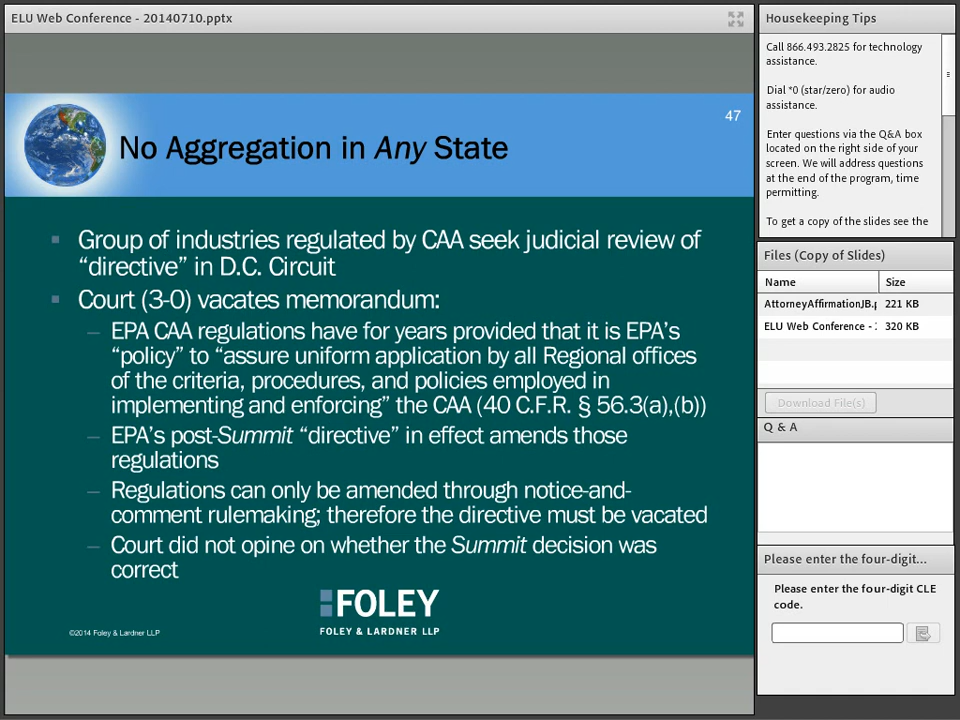 ELU Web Conference - 20140710.pptx
47
No Aggregation in Any State
Group of industries regulated by CAA seek judicial review of
“directive” in D.C. Circuit
Court (3-0) vacates memorandum:
– EPA CAA regulations have for years provided that it is EPA’s
“policy” to “assure uniform application by all Regional offices
of the criteria, procedures, and policies employed in
implementing and enforcing” the CAA (40 C.F.R. § 56.3(a),(b))
– EPA’s post-Summit “directive” in effect amends those
regulations
– Regulations can only be amended through notice-and-
comment rulemaking; therefore the directive must be vacated
– Court did not opine on whether the Summit decision was
correct
FOLEY
FOLEY & LARDNER LLP
©2014 Foley & Lardner LLP
Housekeeping Tips
Call 866.493.2825 for technology
assistance.
Dial *0 (star/zero) for audio
assistance.
Enter questions via the Q&A box
located on the right side of your
screen. We will address questions
at the end of the program, time
permitting.
To get a copy of the slides see the
Files (Copy of Slides)
Name Size
AttorneyAffirmationJB.p 221 KB
ELU Web Conference - 320 KB
Download File(s)
Q & A
Please enter the four-digit...
Please enter the four-digit CLE
code.